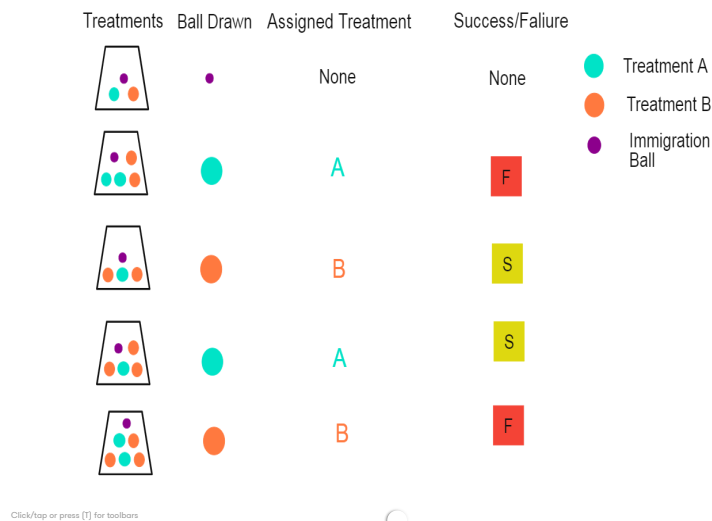 Treatments Ball Drawn Assigned Treatment Success/Faliure
None None
Treatment A
Treatment B
Immigration
Ball
A F
B S
A S
B F
Click/tap or press (T) for toolbars